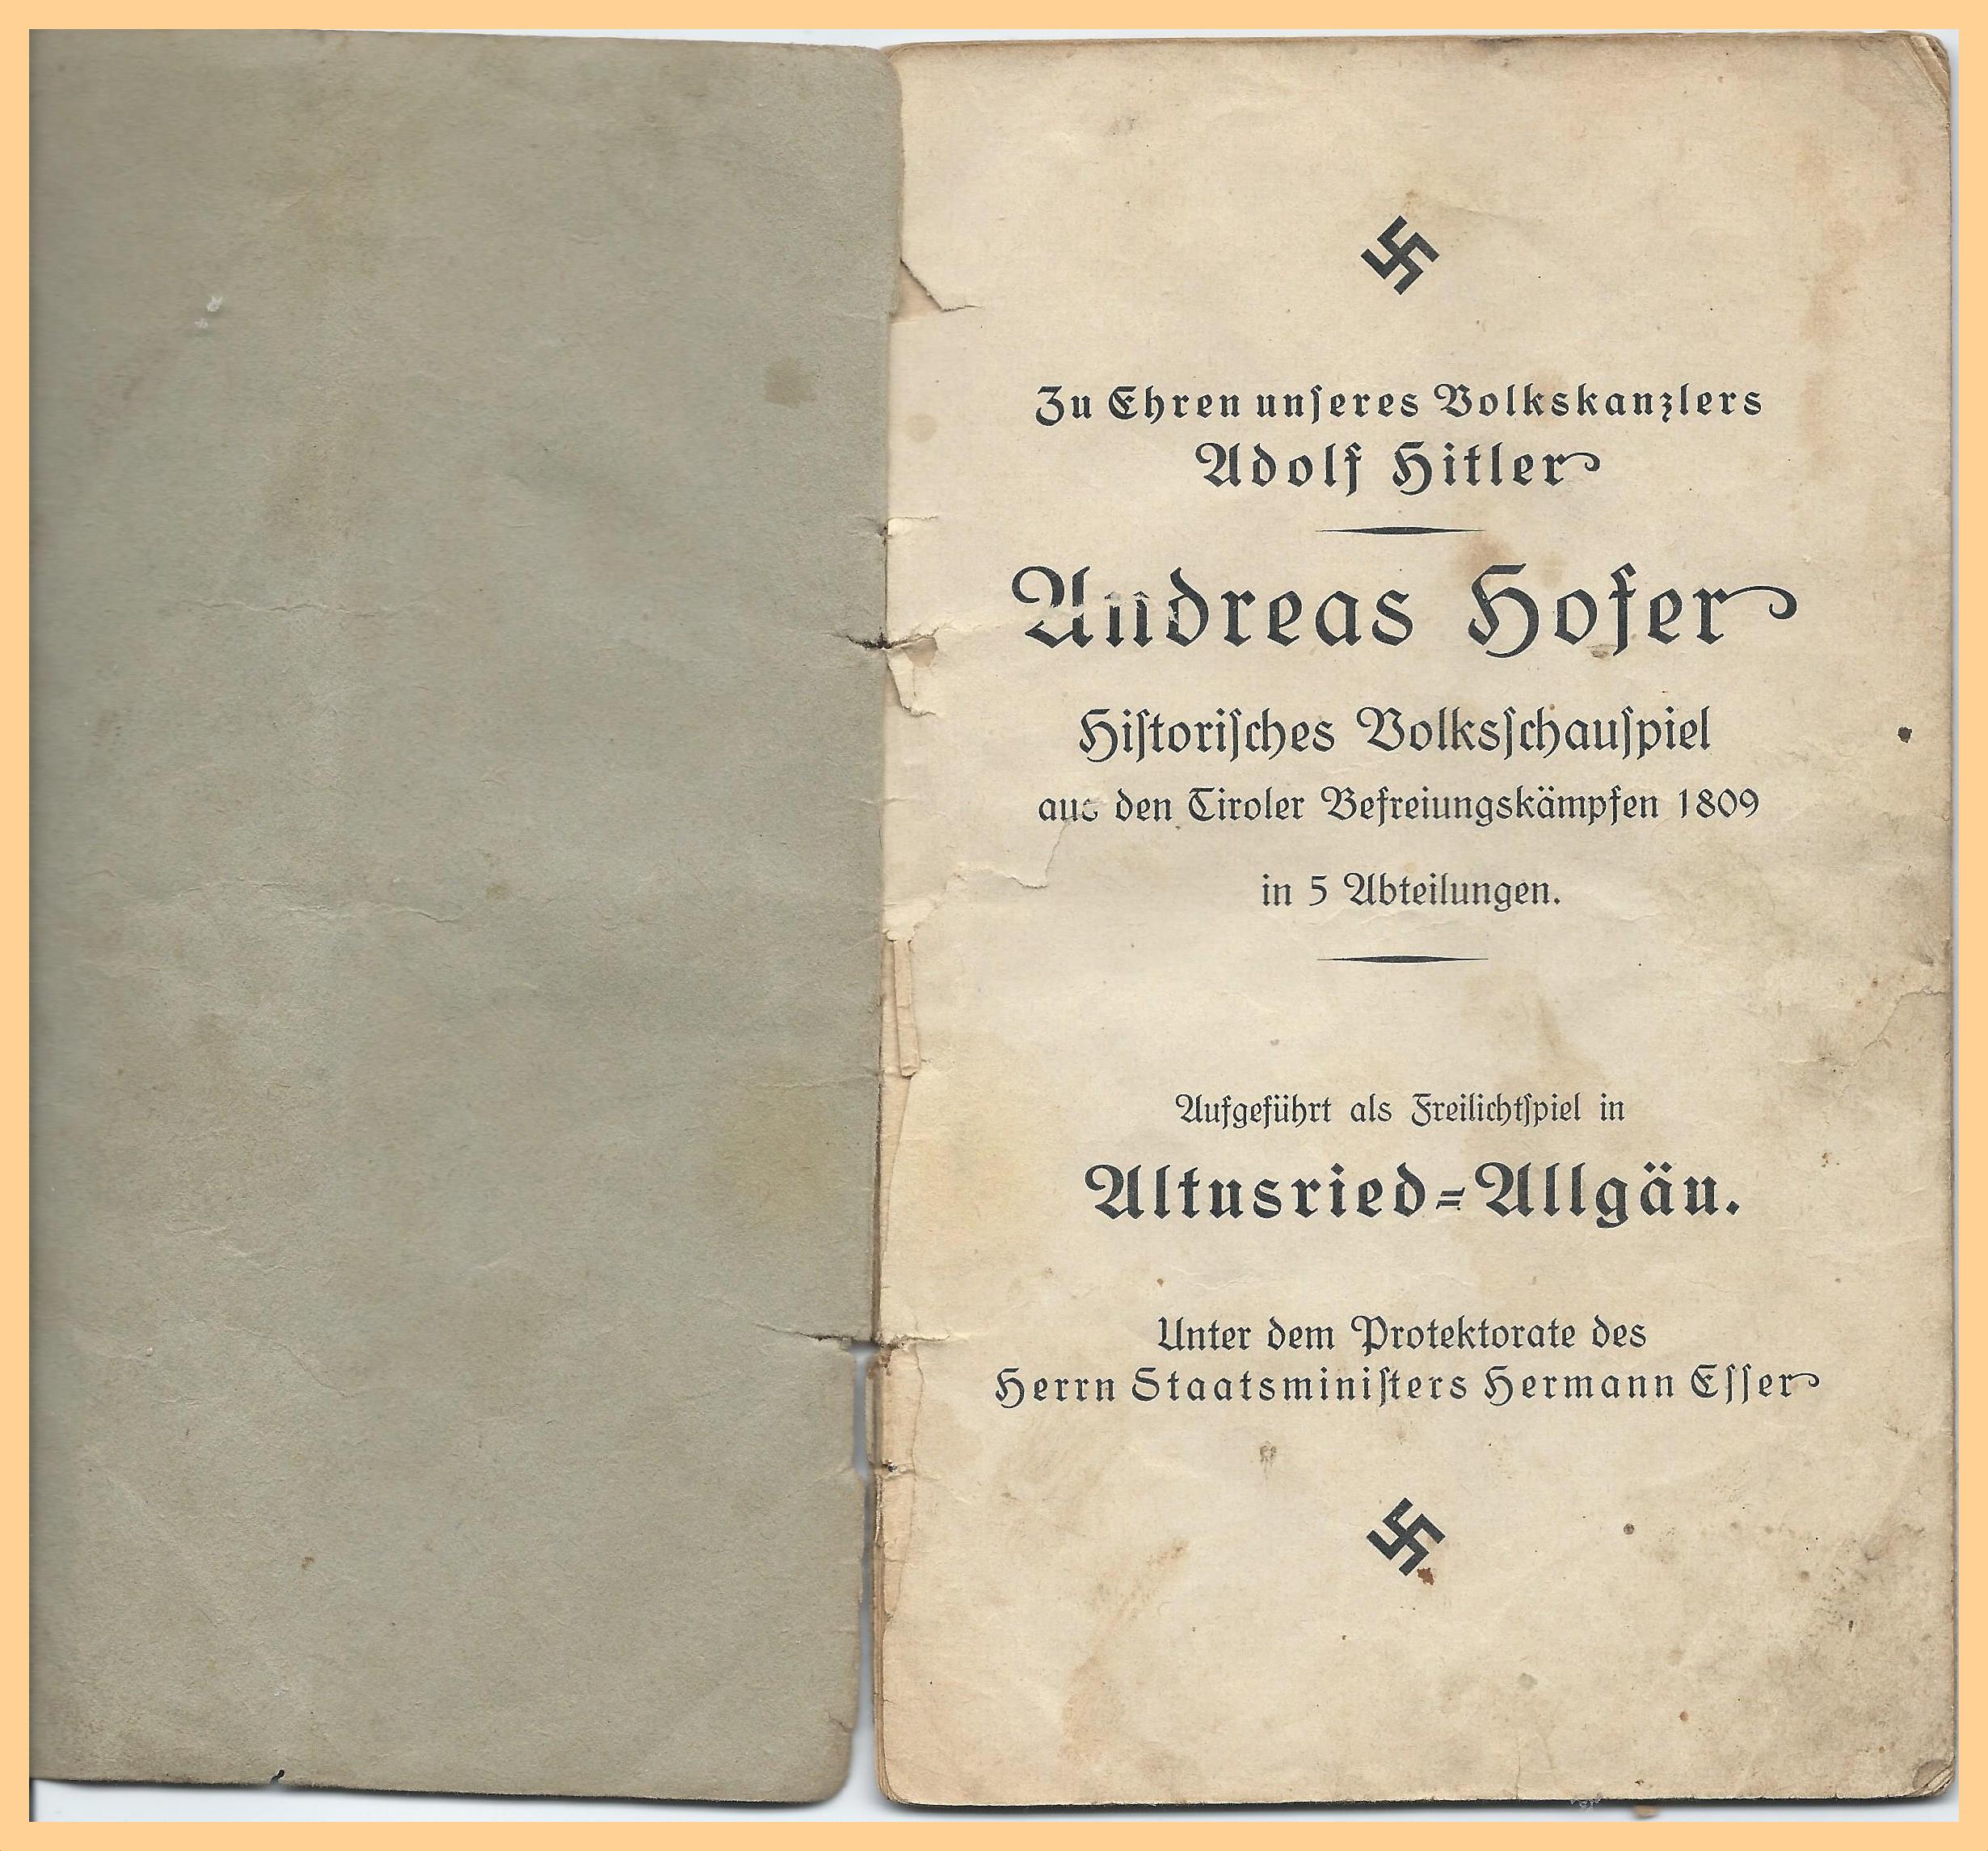 Zu Ehren unſeres Volkskanzlers
Adolf Hitler
Andreas Hofer
Hiſtoriſches Volksſchauſpiel
aus den Tiroler Befreiungskämpfen 1809
in 5 Abteilungen.
Aufgeführt als Freilichtſpiel in
Altusried=Allgäu.
Unter dem Protektorate des
Herrn Staatsminiſters Hermann Eſſer